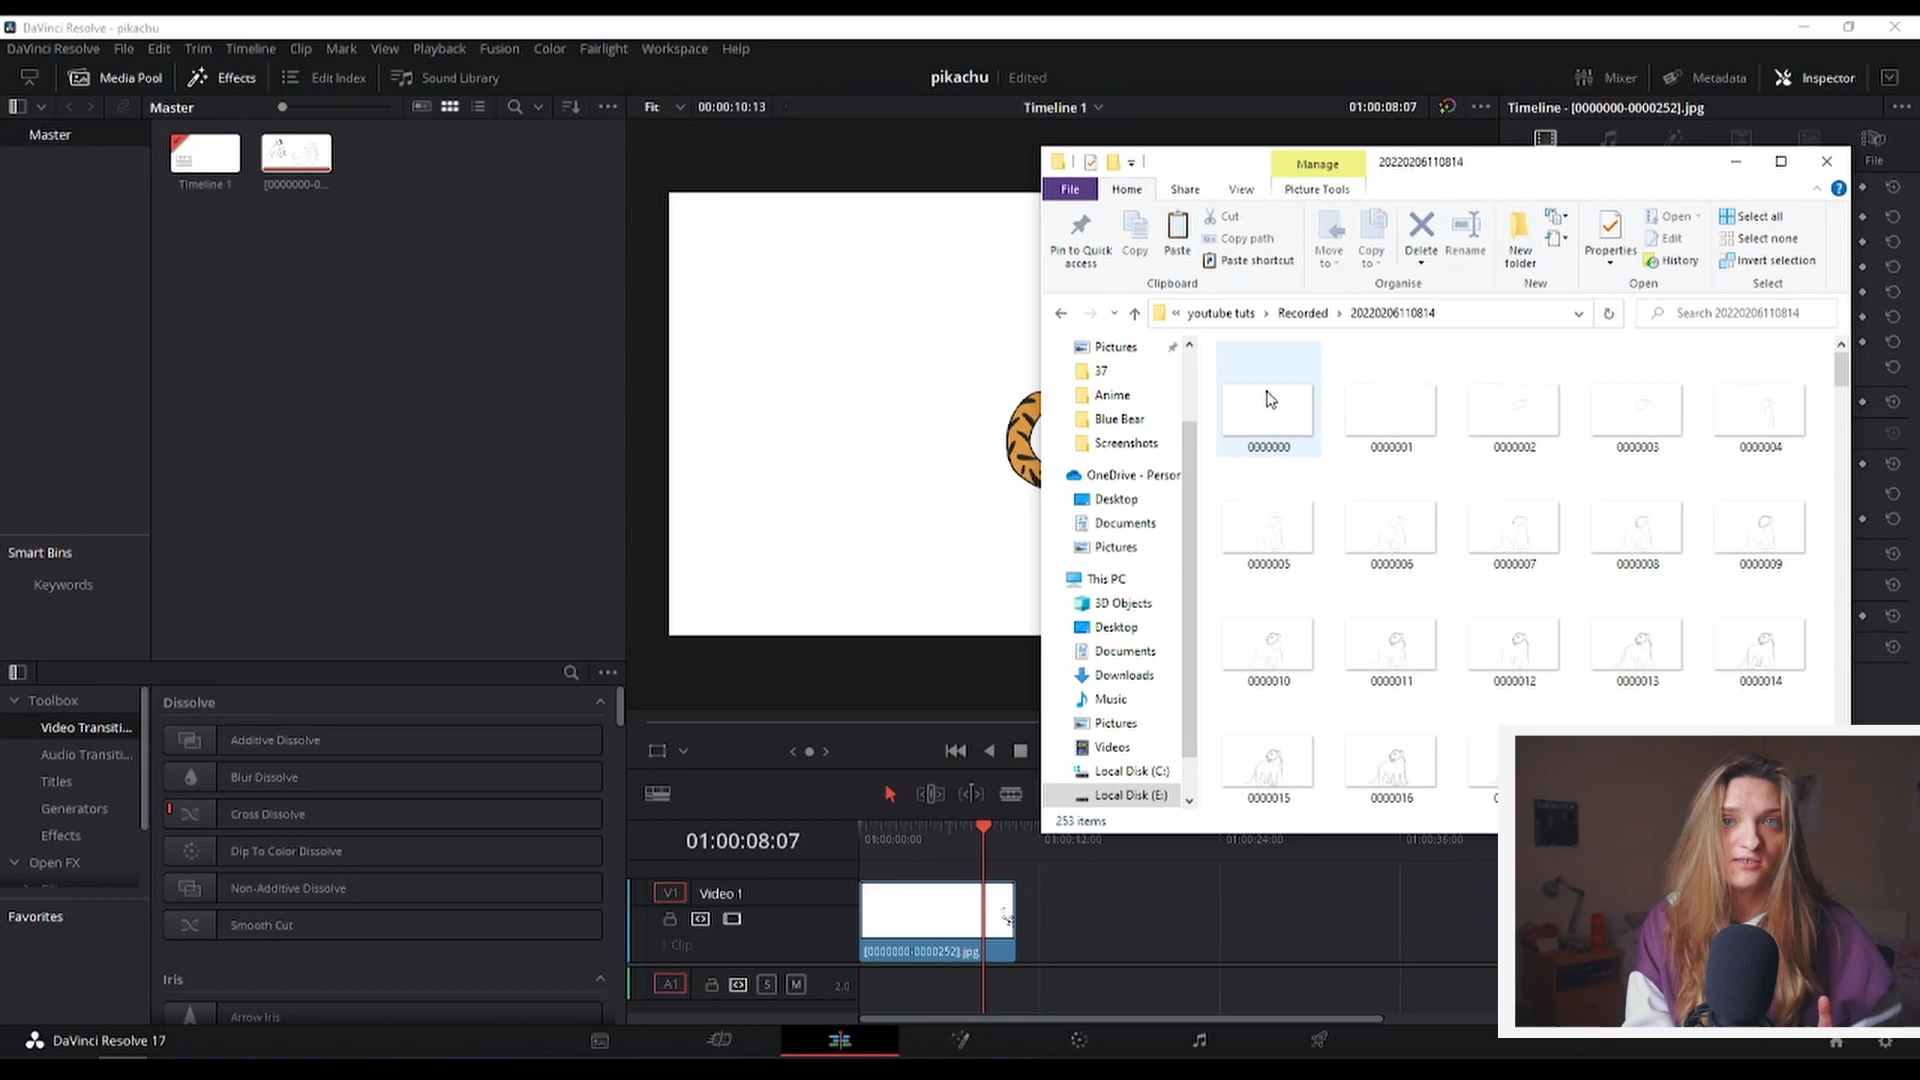 DaVinci Resolve - pikachu
DaVinci Resolve File Edit Trim Timeline Clip Mark View Playback Fusion Color Fairlight Workspace Help
Media Pool Effects Edit Index Sound Library pikachu Edited Mixer Metadata Inspector
Master Fit 00:00:10:13 Timeline 1 01:00:08:07 Timeline - [0000000-0000252].jpg
Master
Timeline 1 [0000000-0...
File
Manage 20220206110814
File Home Share View Picture Tools
Pin to Quick access
Copy
Paste
Cut
Copy path
Paste shortcut
Move to
Copy to
Delete
Rename
New folder
Properties
Open
Edit
History
Select all
Select none
Invert selection
Clipboard Organise New Open Select
« youtube tuts › Recorded › 20220206110814 Search 20220206110814
Pictures
37
Anime
Blue Bear
Screenshots
OneDrive - Person
Desktop
Documents
Pictures
This PC
3D Objects
Desktop
Documents
Downloads
Music
Pictures
Videos
Local Disk (C:)
Local Disk (E:)
0000000 0000001 0000002 0000003 0000004
0000005 0000006 0000007 0000008 0000009
0000010 0000011 0000012 0000013 0000014
0000015 0000016
253 items
Smart Bins
Keywords
Toolbox
Video Transiti...
Audio Transiti...
Titles
Generators
Effects
Open FX
Favorites
Dissolve
Additive Dissolve
Blur Dissolve
Cross Dissolve
Dip To Color Dissolve
Non-Additive Dissolve
Smooth Cut
Iris
Arrow Iris
01:00:08:07 01:00:00:00 01:00:12:00 01:00:24:00 01:00:36:00
V1 Video 1
1 Clip
[0000000-0000252].jpg
A1 S M 2.0
DaVinci Resolve 17